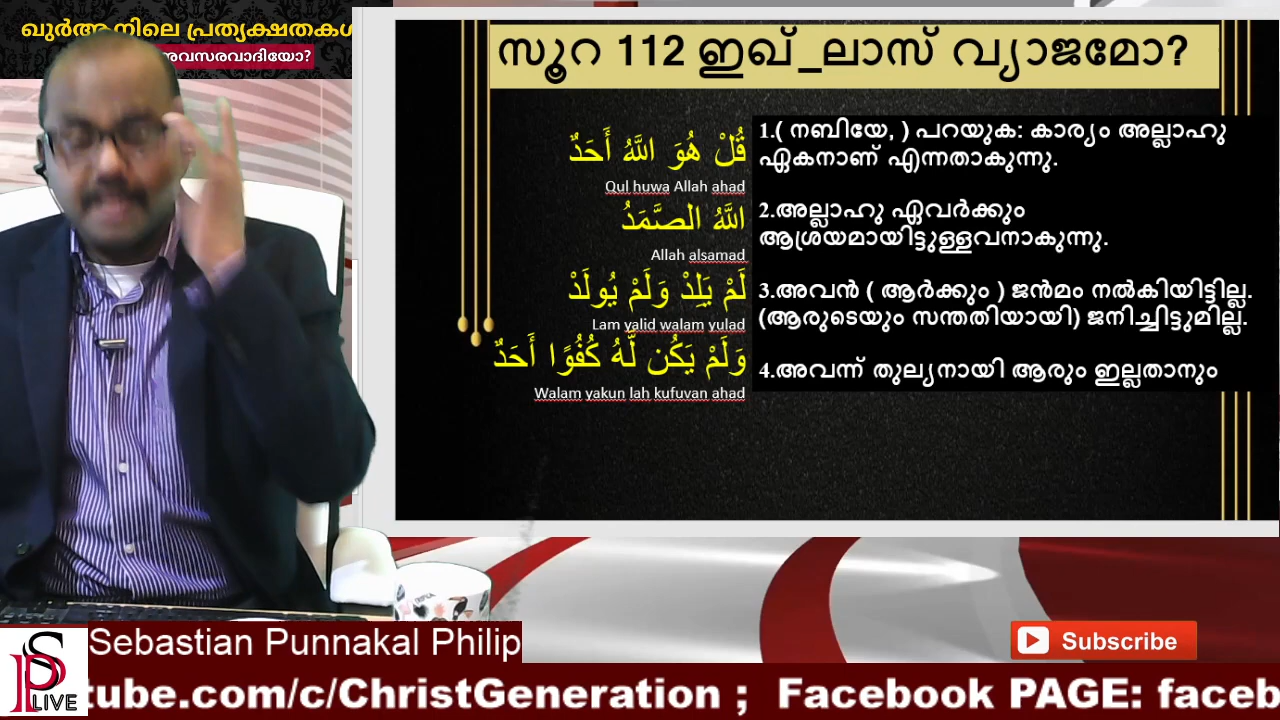 ഖുർആനിലെ പ്രത്യക്ഷതകൾ
അവസരവാദിയോ?
സൂറ 112 ഇഖ്_ലാസ് വ്യാജമോ?
قُلْ هُوَ اللَّهُ أَحَدٌ
Qul huwa Allah ahad
اللَّهُ الصَّمَدُ
Allah alsamad
لَمْ يَلِدْ وَلَمْ يُولَدْ
Lam yalid walam yulad
وَلَمْ يَكُن لَّهُ كُفُوًا أَحَدٌ
Walam yakun lah kufuvan ahad
1.( നബിയേ, ) പറയുക: കാര്യം അല്ലാഹു
ഏകനാണ് എന്നതാകുന്നു.
2.അല്ലാഹു ഏവർക്കും
ആശ്രയമായിട്ടുള്ളവനാകുന്നു.
3.അവൻ ( ആർക്കും ) ജൻമം നൽകിയിട്ടില്ല.
(ആരുടെയും സന്തതിയായി) ജനിച്ചിട്ടുമില്ല.
4.അവന്ന് തുല്യനായി ആരും ഇല്ലതാനും
Sebastian Punnakal Philip
Subscribe
SP LIVE
tube.com/c/ChristGeneration ; Facebook PAGE: faceb